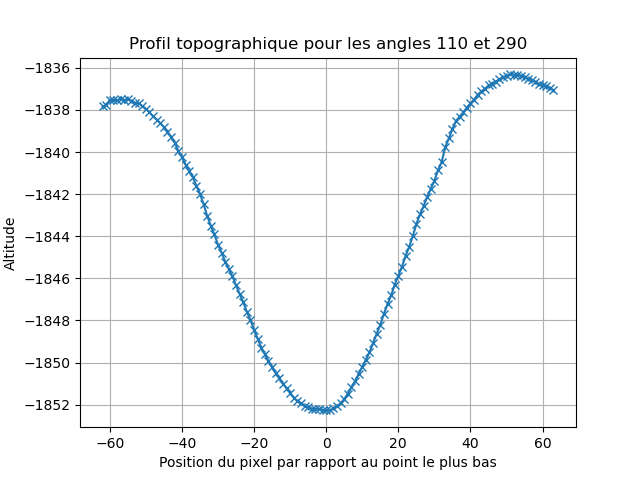 Profil topographique pour les angles 110 et 290
−1836
−1838
−1840
−1842
−1844
−1846
−1848
−1850
−1852
Altitude
−60 −40 −20 0 20 40 60
Position du pixel par rapport au point le plus bas